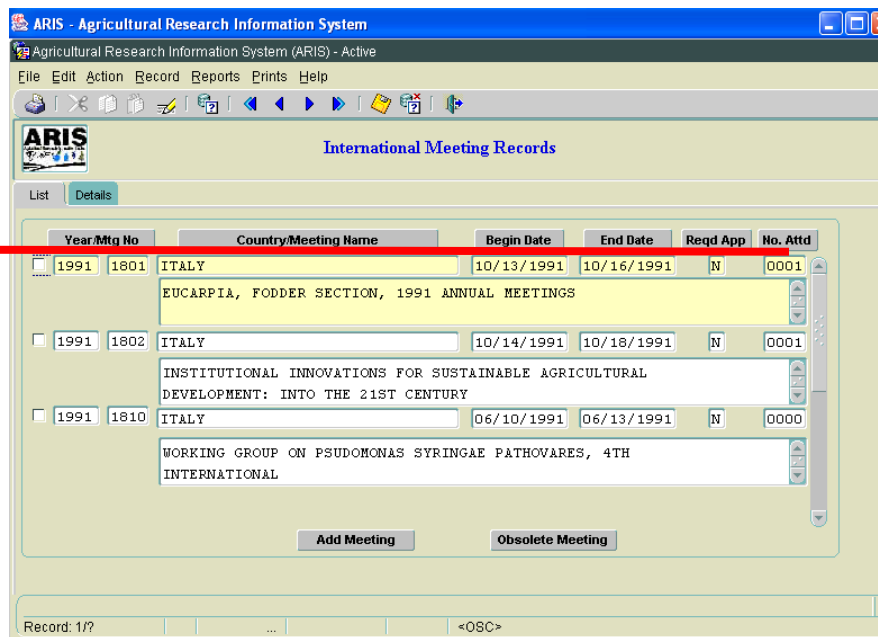 ARIS - Agricultural Research Information System
Agricultural Research Information System (ARIS) - Active
File Edit Action Record Reports Prints Help
ARIS
International Meeting Records
List Details
Year/Mtg No Country/Meeting Name Begin Date End Date Reqd App No. Attd
1991 1801 ITALY 10/13/1991 10/16/1991 N 0001
EUCARPIA, FODDER SECTION, 1991 ANNUAL MEETINGS
1991 1802 ITALY 10/14/1991 10/18/1991 N 0001
INSTITUTIONAL INNOVATIONS FOR SUSTAINABLE AGRICULTURAL
DEVELOPMENT: INTO THE 21ST CENTURY
1991 1810 ITALY 06/10/1991 06/13/1991 N 0000
WORKING GROUP ON PSUDOMONAS SYRINGAE PATHOVARES, 4TH
INTERNATIONAL
Add Meeting Obsolete Meeting
Record: 1/? ... <OSC>